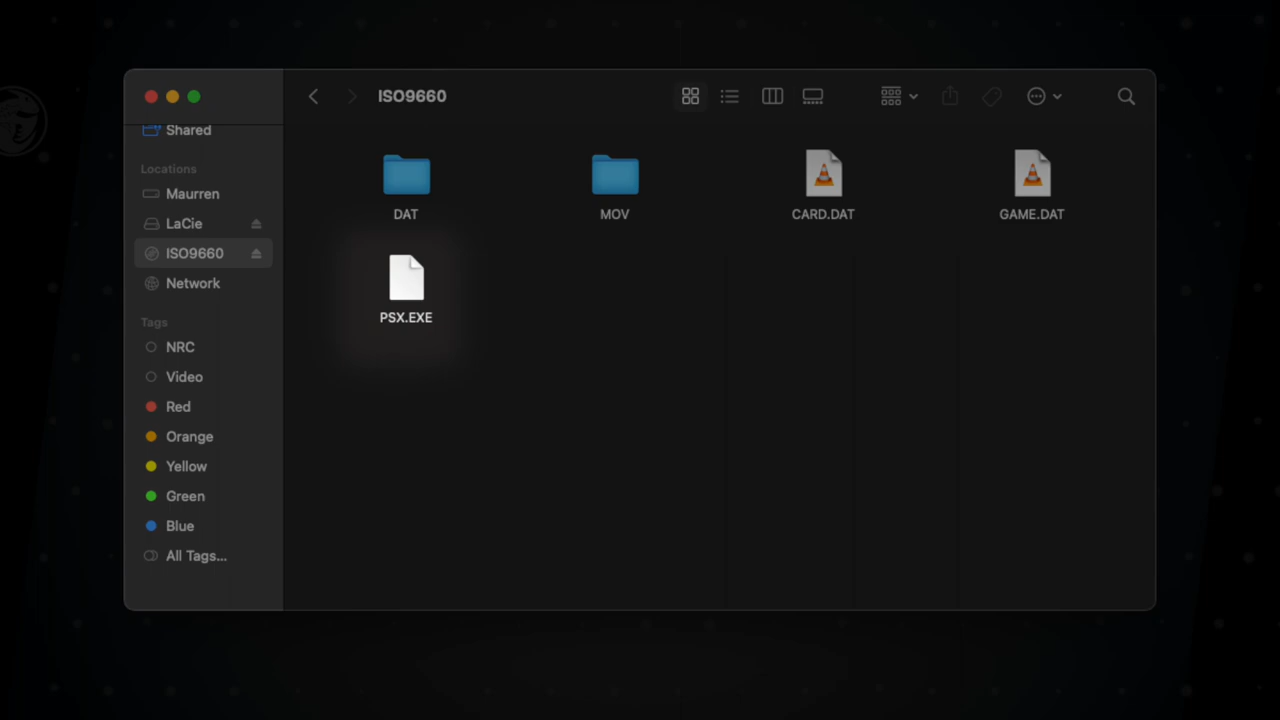 ISO9660
Shared
Locations
Maurren
LaCie
ISO9660
Network
Tags
NRC
Video
Red
Orange
Yellow
Green
Blue
All Tags...
DAT
MOV
CARD.DAT
GAME.DAT
PSX.EXE